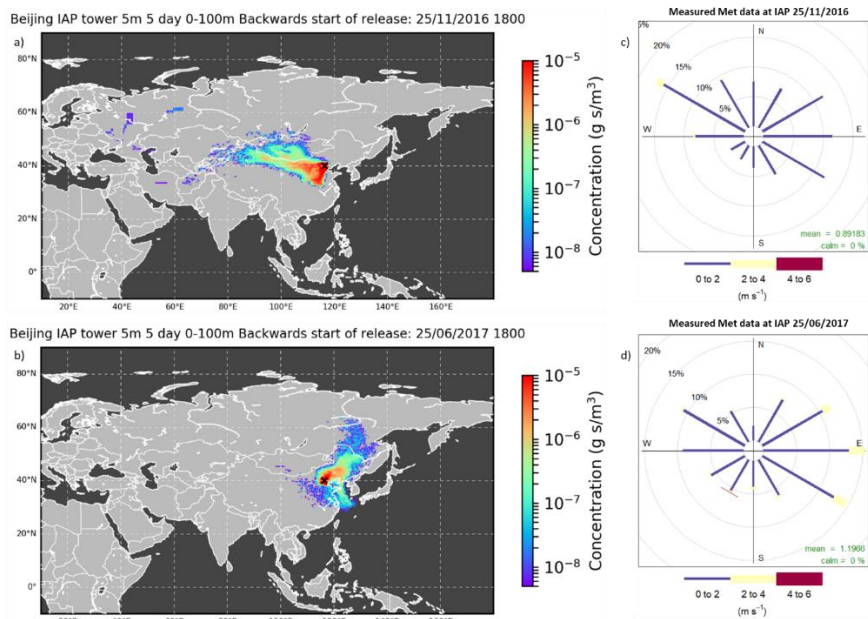 Beijing IAP tower 5m 5 day 0-100m Backwards start of release: 25/11/2016 1800
a)
80°N
60°N
40°N
20°N
0°N
20°E 40°E 60°E 80°E 100°E 120°E 140°E 160°E
10⁻⁵
10⁻⁶
10⁻⁷
10⁻⁸
Concentration (g s/m³)
Measured Met data at IAP 25/11/2016
c)
20%
15%
10%
5%
N
W
E
S
mean = 0.89183
calm = 0 %
0 to 2 2 to 4 4 to 6
(m s⁻¹)
Beijing IAP tower 5m 5 day 0-100m Backwards start of release: 25/06/2017 1800
b)
80°N
60°N
40°N
20°N
0°N
10⁻⁵
10⁻⁶
10⁻⁷
10⁻⁸
Concentration (g s/m³)
Measured Met data at IAP 25/06/2017
d)
20%
15%
10%
5%
N
W
E
S
mean = 1.1966
calm = 0 %
0 to 2 2 to 4 4 to 6
(m s⁻¹)